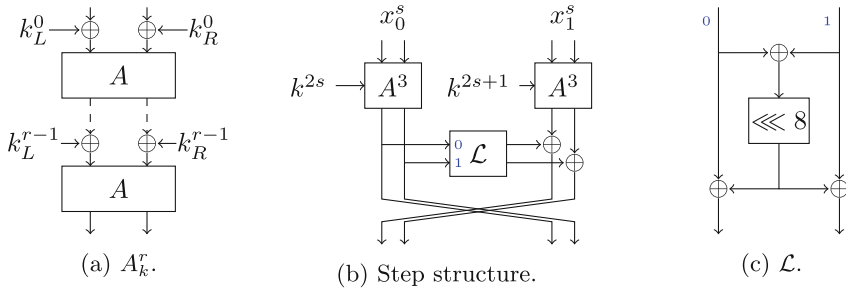 k_L^0 k_R^0
A
k_L^{r-1} k_R^{r-1}
A
(a) A_k^r.
x_0^s x_1^s
k^{2s} A^3 k^{2s+1} A^3
0
1
ℒ
(b) Step structure.
0 1
⋘ 8
(c) ℒ.